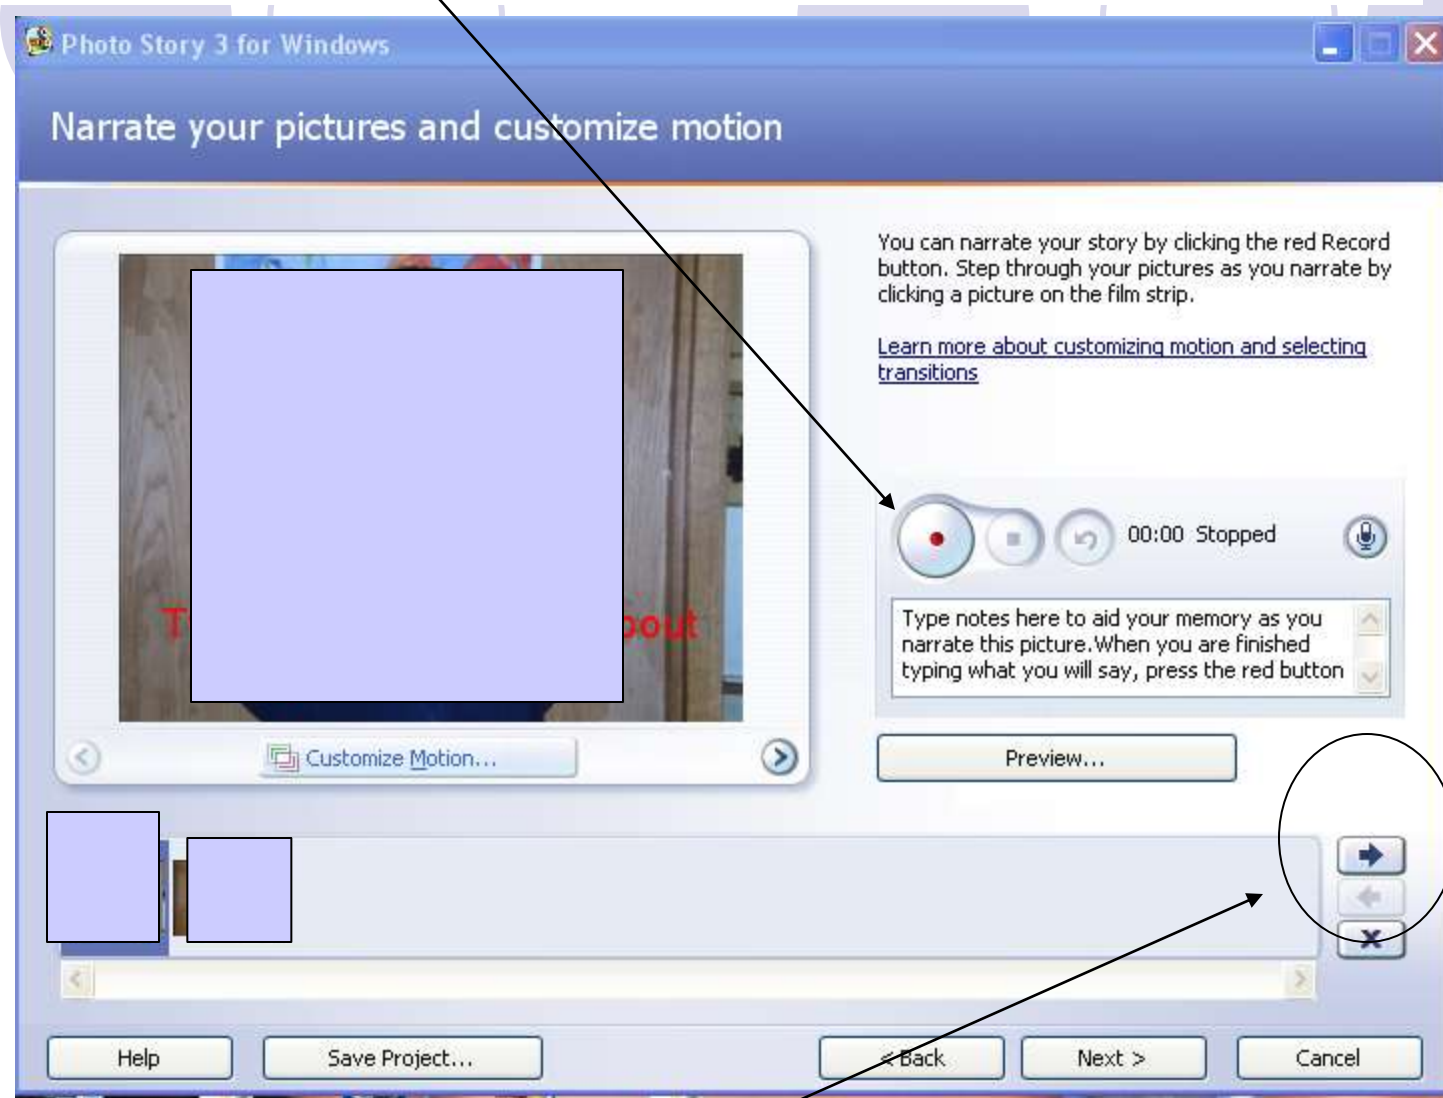 Photo Story 3 for Windows
Narrate your pictures and customize motion
You can narrate your story by clicking the red Record
button. Step through your pictures as you narrate by
clicking a picture on the film strip.
Learn more about customizing motion and selecting
transitions
00:00 Stopped
Type notes here to aid your memory as you
narrate this picture.When you are finished
typing what you will say, press the red button
Customize Motion...
Preview...
Help
Save Project...
< Back
Next >
Cancel